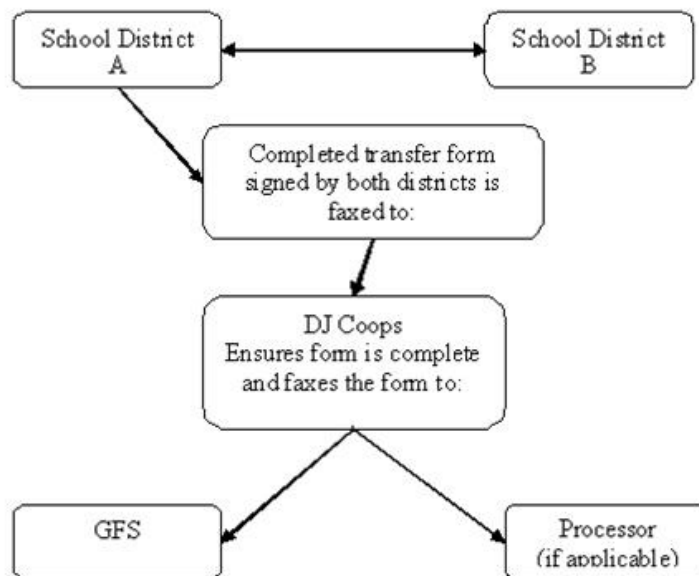 School District
A
School District
B
Completed transfer form
signed by both districts is
faxed to:
DJ Coops
Ensures form is complete
and faxes the form to:
GFS
Processor
(if applicable)